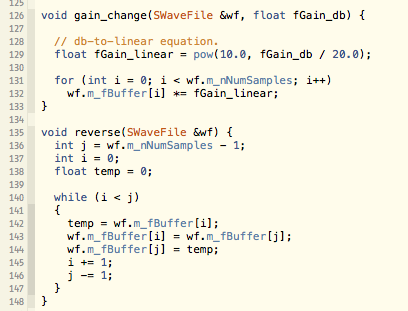 125
126 void gain_change(SWaveFile &wf, float fGain_db) {
127
128 // db-to-linear equation.
129 float fGain_linear = pow(10.0, fGain_db / 20.0);
130
131 for (int i = 0; i < wf.m_nNumSamples; i++)
132 wf.m_fBuffer[i] *= fGain_linear;
133 }
134
135 void reverse(SWaveFile &wf) {
136 int j = wf.m_nNumSamples - 1;
137 int i = 0;
138 float temp = 0;
139
140 while (i < j)
141 {
142 temp = wf.m_fBuffer[i];
143 wf.m_fBuffer[i] = wf.m_fBuffer[j];
144 wf.m_fBuffer[j] = temp;
145 i += 1;
146 j -= 1;
147 }
148 }